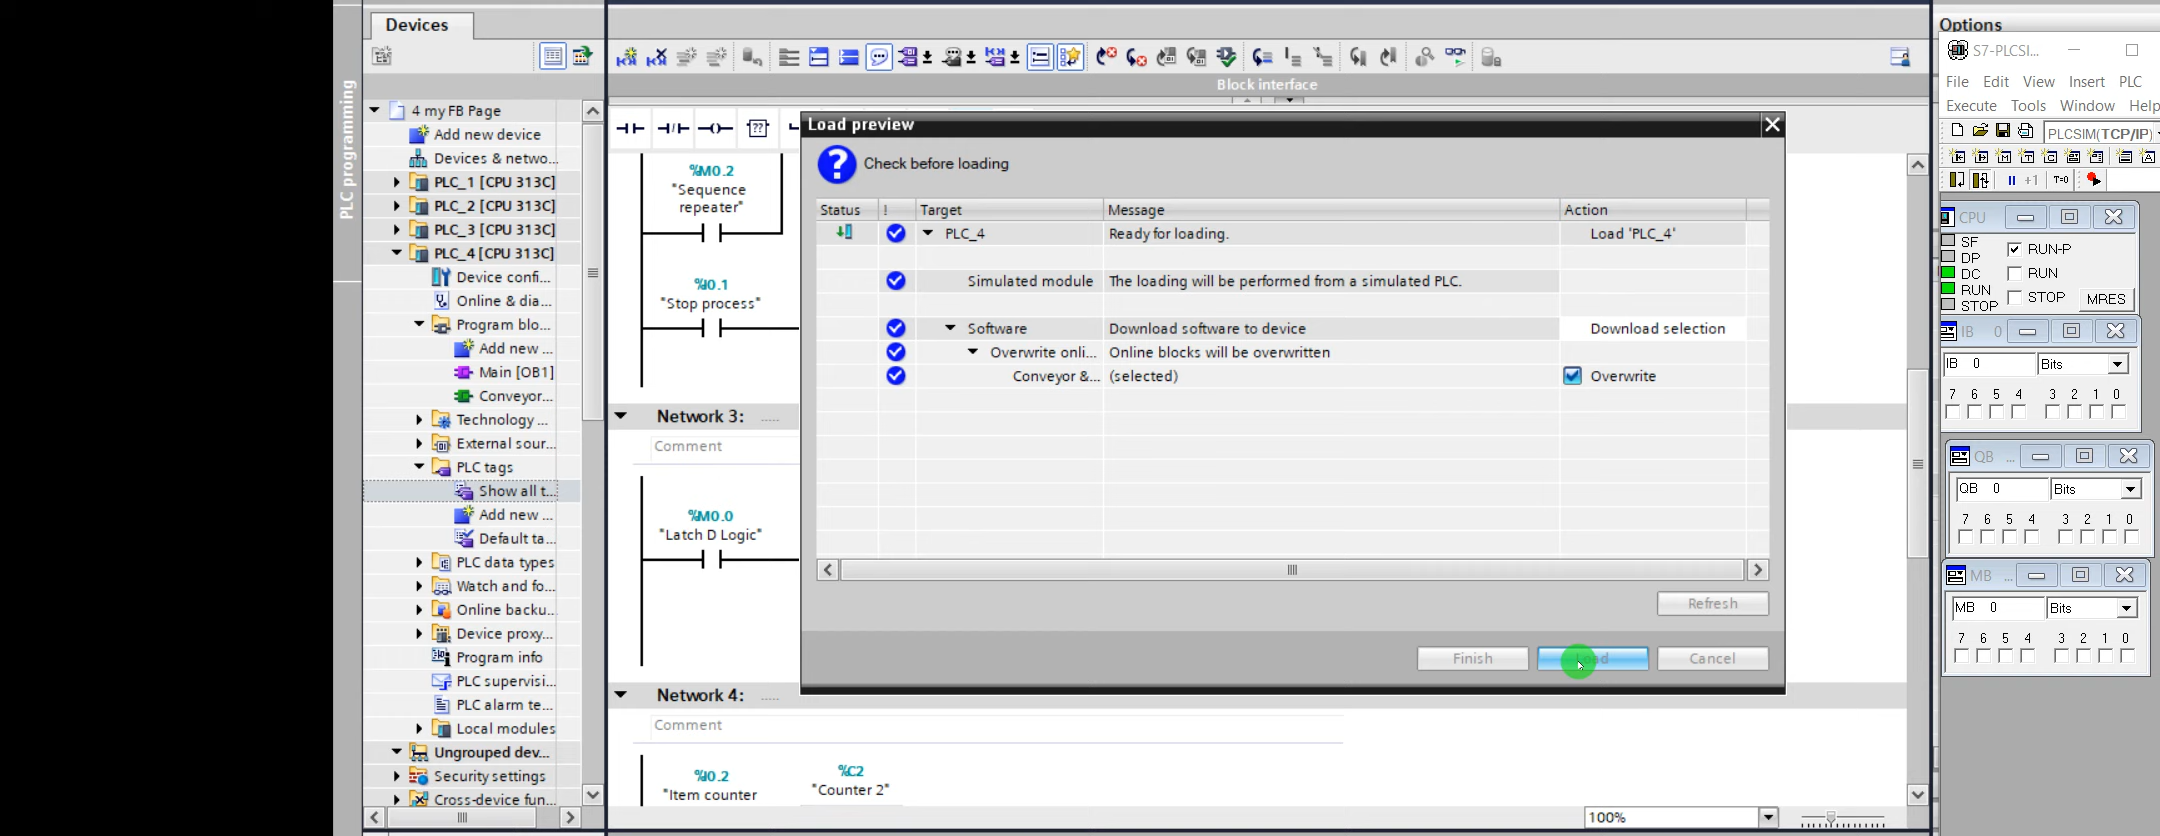 Devices
PLC programming
4 my FB Page
Add new device
Devices & netwo...
PLC_1 [CPU 313C]
PLC_2 [CPU 313C]
PLC_3 [CPU 313C]
PLC_4 [CPU 313C]
Device confi...
Online & dia...
Program blo...
Add new ...
Main [OB1]
Conveyor...
Technology ...
External sour...
PLC tags
Show all t...
Add new ...
Default ta...
PLC data types
Watch and fo...
Online backu...
Device proxy...
Program info
PLC supervisi...
PLC alarm te...
Local modules
Ungrouped dev...
Security settings
Cross-device fun...
Block interface
%M0.2
"Sequence
repeater"
%I0.1
"Stop process"
Network 3: .....
Comment
%M0.0
"Latch D Logic"
Network 4: .....
Comment
%I0.2
"Item counter
%C2
"Counter 2"
100%
Load preview
Check before loading
Status ! Target Message Action
PLC_4 Ready for loading. Load 'PLC_4'
Simulated module The loading will be performed from a simulated PLC.
Software Download software to device Download selection
Overwrite onli... Online blocks will be overwritten
Conveyor &... (selected) Overwrite
Refresh
Finish Load Cancel
Options
S7-PLCSI...
File Edit View Insert PLC
Execute Tools Window Help
PLCSIM(TCP/IP)
+1 T=0
CPU
SF
DP
DC
RUN
STOP
RUN-P
RUN
STOP
MRES
IB 0
IB 0 Bits
7 6 5 4 3 2 1 0
QB ...
QB 0 Bits
7 6 5 4 3 2 1 0
MB ...
MB 0 Bits
7 6 5 4 3 2 1 0